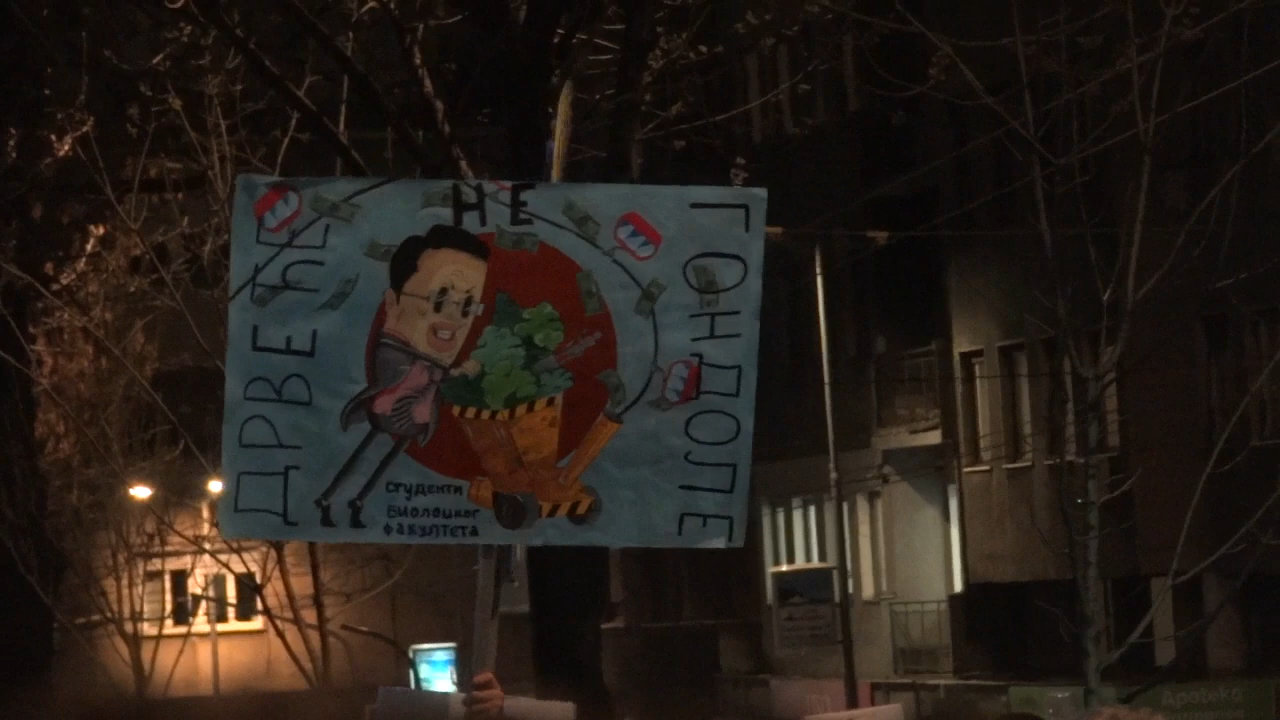 ДРВЕЋЕ
НЕ
ГОНДОЛЕ
студенти
Биолошког
факултета
Apoteka